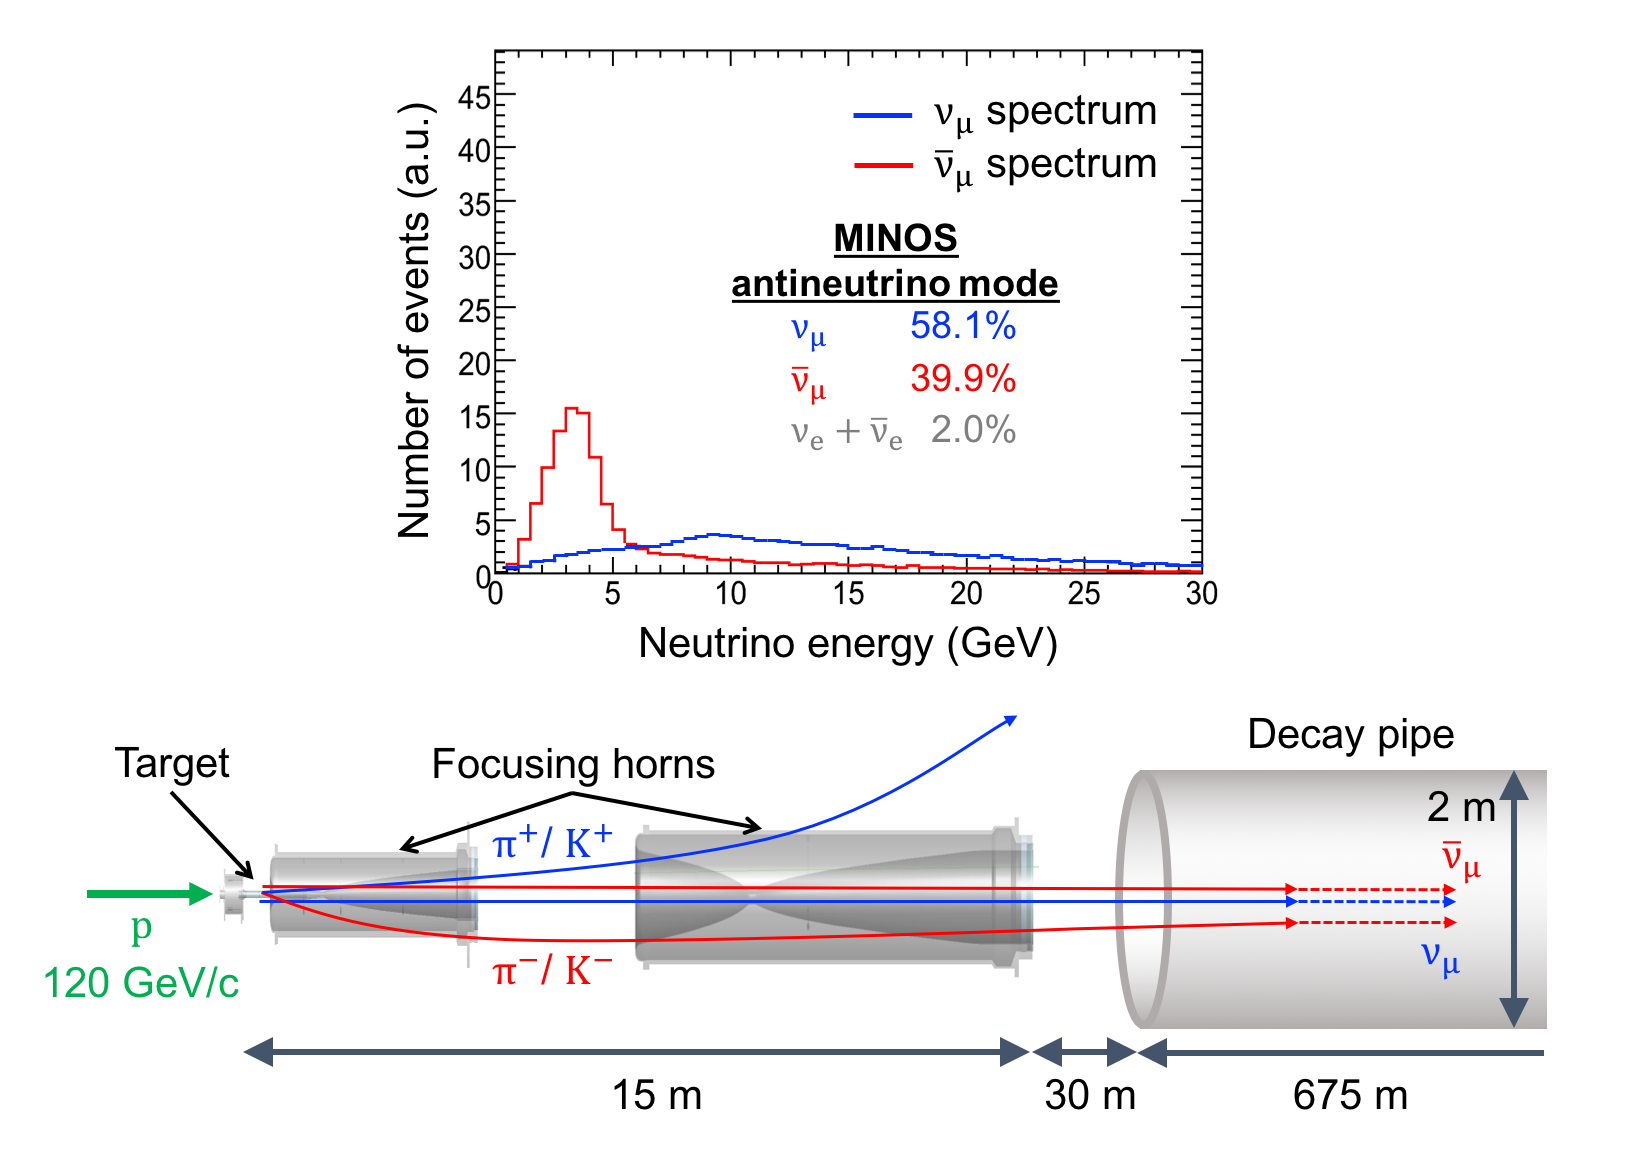 45
40
35
30
25
20
15
10
5
0
Number of events (a.u.)
νμ spectrum
ν̅μ spectrum
MINOS
antineutrino mode
νμ 58.1%
ν̅μ 39.9%
νe + ν̅e 2.0%
0 5 10 15 20 25 30
Neutrino energy (GeV)
Target
Focusing horns
Decay pipe
2 m
π⁺/ K⁺
ν̅μ
p
120 GeV/c
π⁻/ K⁻
νμ
15 m
30 m
675 m